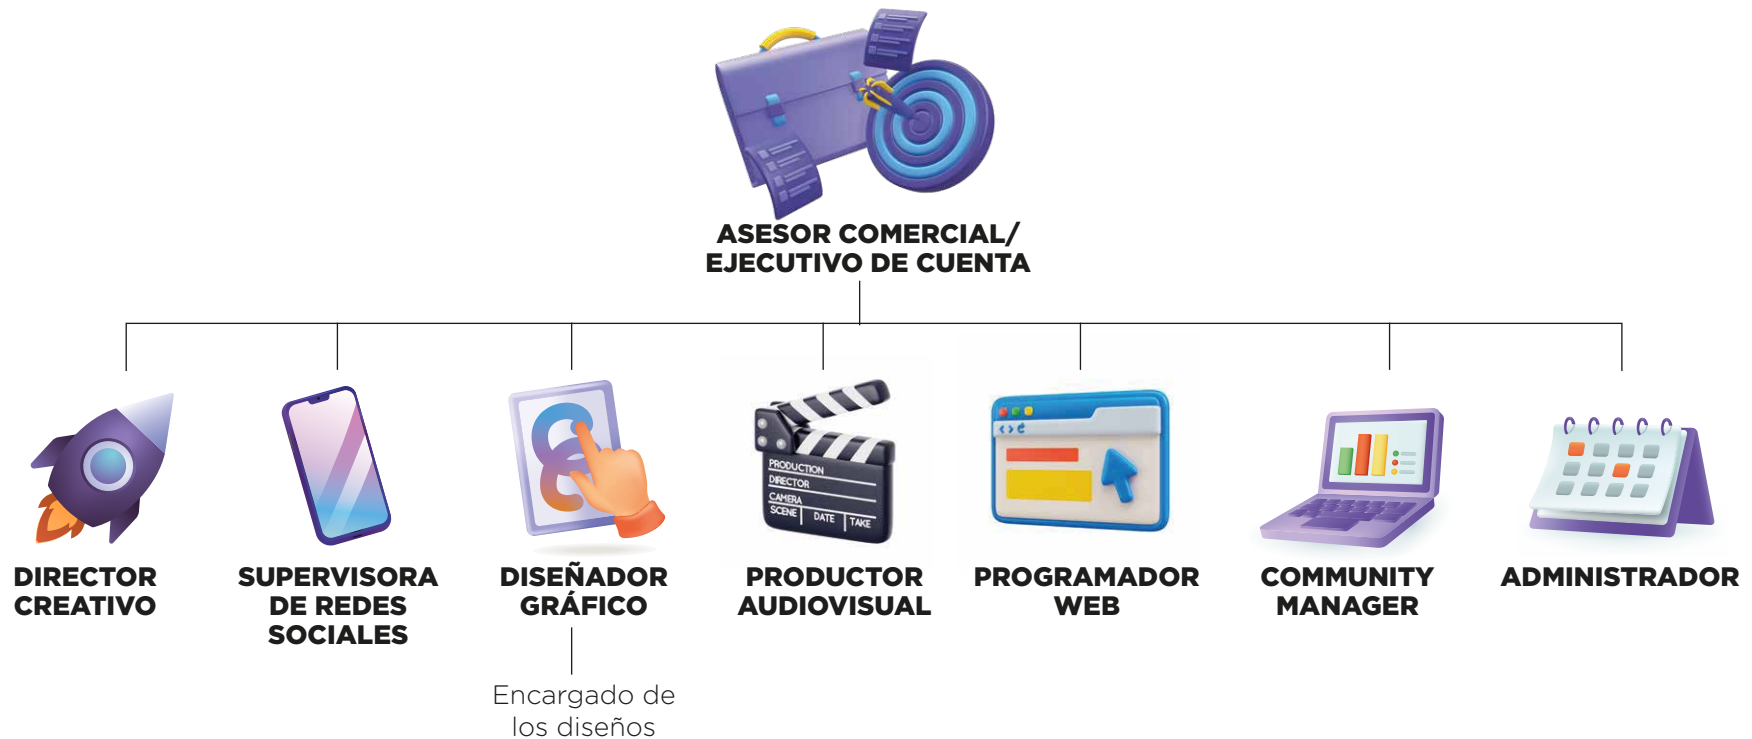 ASESOR COMERCIAL/
EJECUTIVO DE CUENTA
PRODUCTION
DIRECTOR
CAMERA
SCENE DATE TAKE
DIRECTOR
CREATIVO
SUPERVISORA
DE REDES
SOCIALES
DISEÑADOR
GRÁFICO
PRODUCTOR
AUDIOVISUAL
PROGRAMADOR
WEB
COMMUNITY
MANAGER
ADMINISTRADOR
Encargado de
los diseños